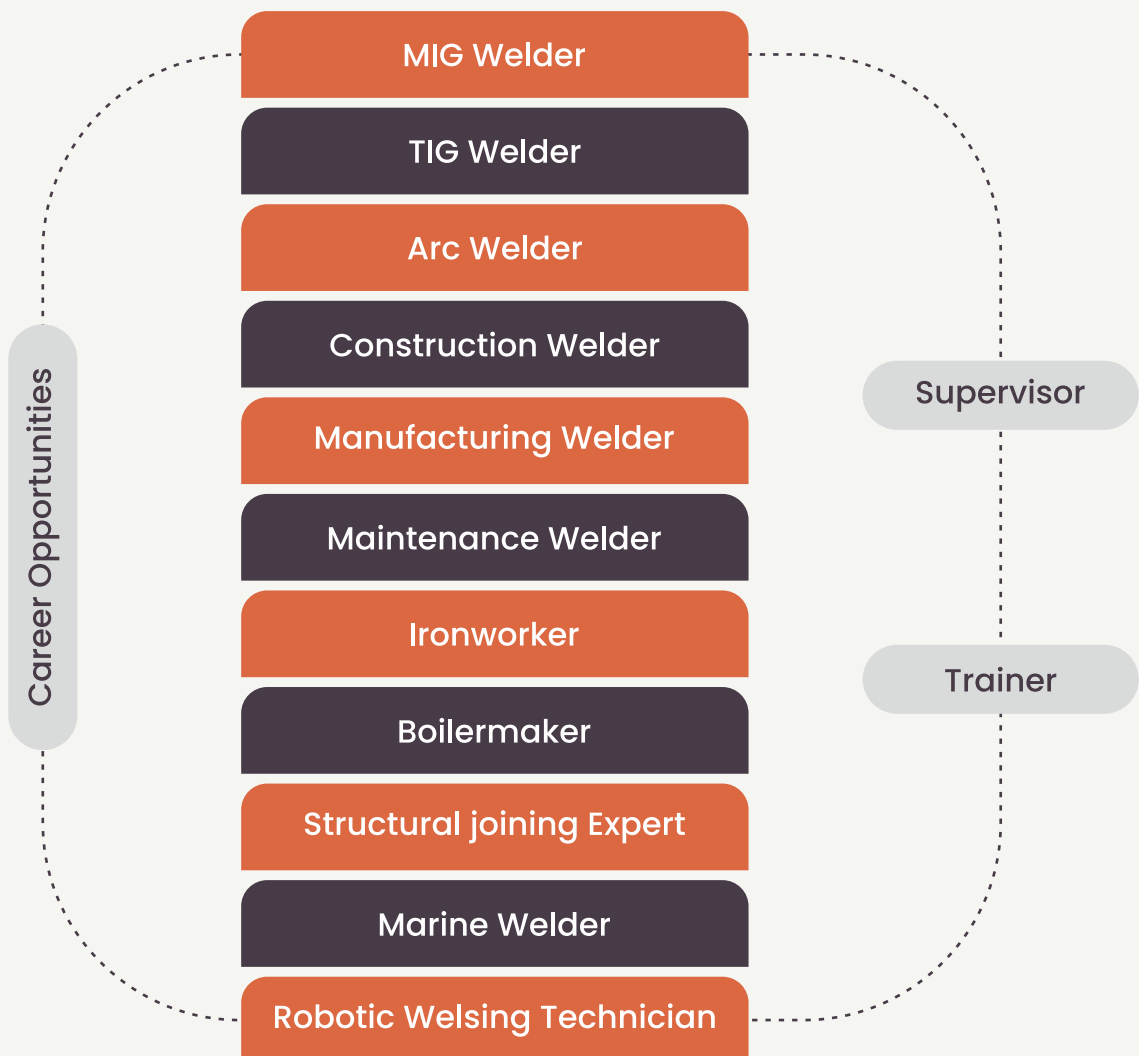 Career Opportunities
MIG Welder
TIG Welder
Arc Welder
Construction Welder
Manufacturing Welder
Maintenance Welder
Ironworker
Boilermaker
Structural joining Expert
Marine Welder
Robotic Welsing Technician
Supervisor
Trainer